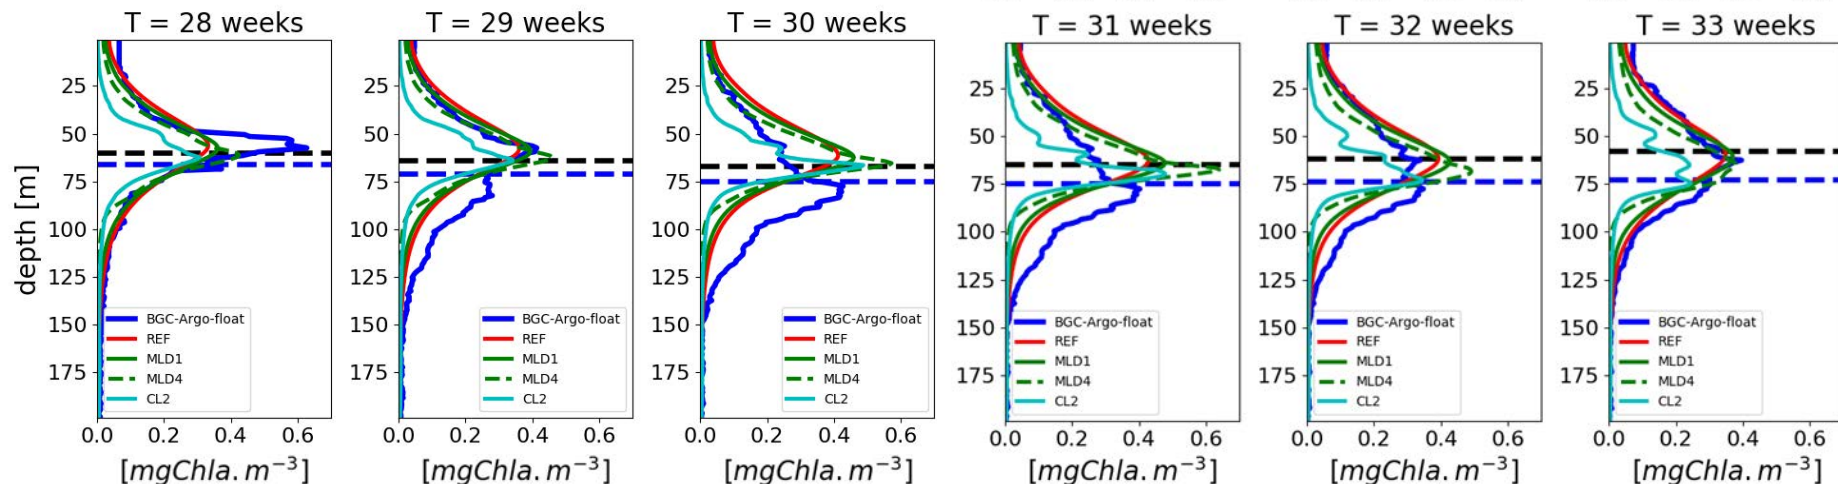 T = 28 weeks
T = 29 weeks
T = 30 weeks
T = 31 weeks
T = 32 weeks
T = 33 weeks
depth [m]
25
50
75
100
125
150
175
BGC-Argo-float
REF
MLD1
MLD4
CL2
0.0 0.2 0.4 0.6
[mgChla.m⁻³]
25
50
75
100
125
150
175
BGC-Argo-float
REF
MLD1
MLD4
CL2
0.0 0.2 0.4 0.6
[mgChla.m⁻³]
25
50
75
100
125
150
175
BGC-Argo-float
REF
MLD1
MLD4
CL2
0.0 0.2 0.4 0.6
[mgChla.m⁻³]
25
50
75
100
125
150
175
BGC-Argo-float
REF
MLD1
MLD4
CL2
0.0 0.2 0.4 0.6
[mgChla.m⁻³]
25
50
75
100
125
150
175
BGC-Argo-float
REF
MLD1
MLD4
CL2
0.0 0.2 0.4 0.6
[mgChla.m⁻³]
25
50
75
100
125
150
175
BGC-Argo-float
REF
MLD1
MLD4
CL2
0.0 0.2 0.4 0.6
[mgChla.m⁻³]